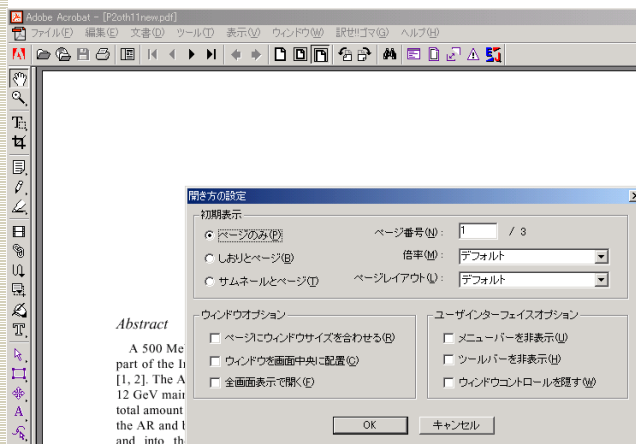 Adobe Acrobat - [P2oth11new.pdf]
ファイル(F) 編集(E) 文書(D) ツール(T) 表示(V) ウィンドウ(W) 訳せ!!ゴマ(G) ヘルプ(H)
開き方の設定
初期表示
ページのみ(P)
しおりとページ(B)
サムネールとページ(T)
ページ番号(N): 1 / 3
倍率(M): デフォルト
ページレイアウト(L): デフォルト
ウィンドウオプション
ページにウィンドウサイズを合わせる(R)
ウィンドウを画面中央に配置(C)
全画面表示で開く(F)
ユーザインターフェイスオプション
メニューバーを非表示(U)
ツールバーを非表示(H)
ウィンドウコントロールを隠す(W)
OK キャンセル
Abstract
A 500 Me
part of the
[1, 2]. The A
12 GeV mai
total amount
the AR and
and into th